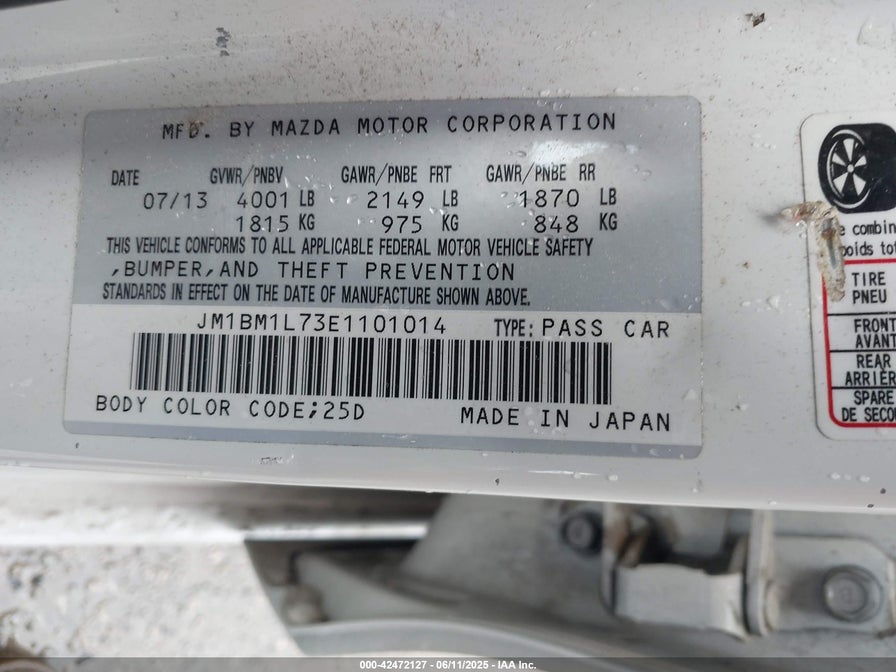 MFD. BY MAZDA MOTOR CORPORATION
DATE GVWR/PNBV GAWR/PNBE FRT GAWR/PNBE RR
07/13 4001 LB 2149 LB 1870 LB
1815 KG 975 KG 848 KG
THIS VEHICLE CONFORMS TO ALL APPLICABLE FEDERAL MOTOR VEHICLE SAFETY
,BUMPER,AND THEFT PREVENTION
STANDARDS IN EFFECT ON THE DATE OF MANUFACTURE SHOWN ABOVE.
JM1BM1L73E1101014 TYPE: PASS CAR
BODY COLOR CODE;25D MADE IN JAPAN
e combin
TIRE
PNEU
FRONT
AVANT
REAR
ARRIÈR
SPARE
DE SECO
000-42472127 - 06/11/2025 - IAA Inc.